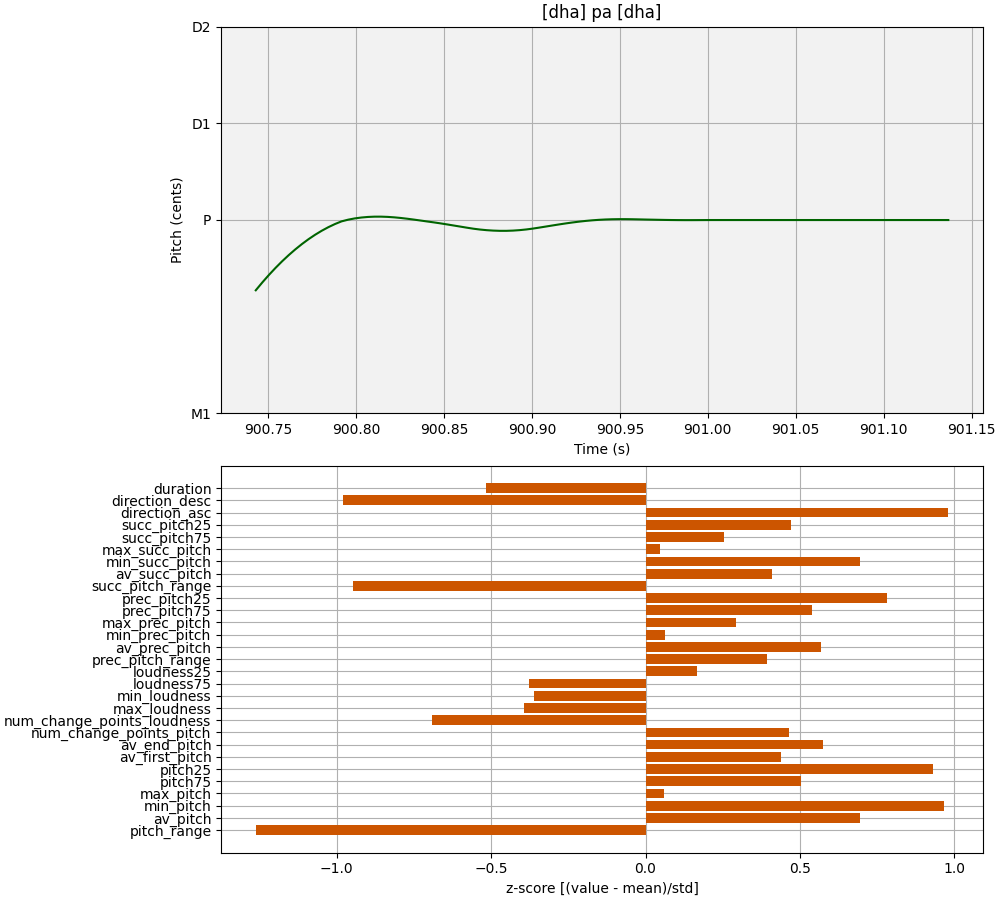 [dha] pa [dha]
D2
D1
P
M1
Pitch (cents)
900.75 900.80 900.85 900.90 900.95 901.00 901.05 901.10 901.15
Time (s)
duration
direction_desc
direction_asc
succ_pitch25
succ_pitch75
max_succ_pitch
min_succ_pitch
av_succ_pitch
succ_pitch_range
prec_pitch25
prec_pitch75
max_prec_pitch
min_prec_pitch
av_prec_pitch
prec_pitch_range
loudness25
loudness75
min_loudness
max_loudness
num_change_points_loudness
num_change_points_pitch
av_end_pitch
av_first_pitch
pitch25
pitch75
max_pitch
min_pitch
av_pitch
pitch_range
−1.0 −0.5 0.0 0.5 1.0
z-score [(value - mean)/std]